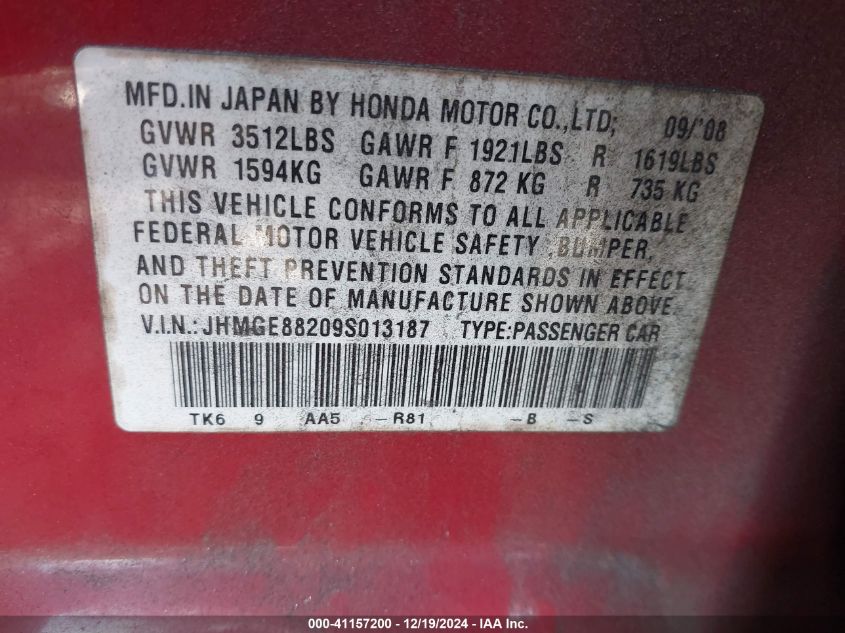 MFD.IN JAPAN BY HONDA MOTOR CO.,LTD; 09/'08
GVWR 3512LBS GAWR F 1921LBS R 1619LBS
GVWR 1594KG GAWR F 872 KG R 735 KG
THIS VEHICLE CONFORMS TO ALL APPLICABLE
FEDERAL MOTOR VEHICLE SAFETY ,BUMPER,
AND THEFT PREVENTION STANDARDS IN EFFECT
ON THE DATE OF MANUFACTURE SHOWN ABOVE.
V.I.N.:JHMGE88209S013187 TYPE:PASSENGER CAR
TK6 9 AA5 -R81 -B -S
000-41157200 - 12/19/2024 - IAA Inc.